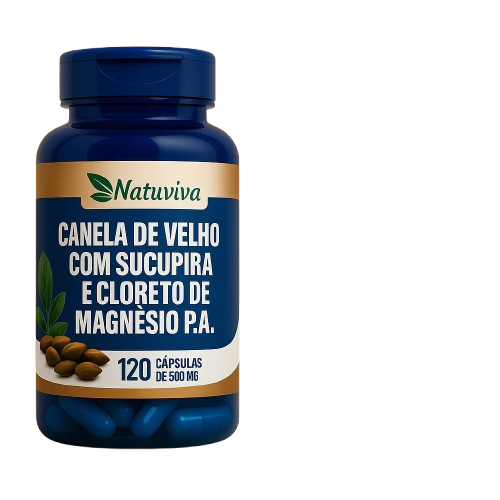 Natuviva
CANELA DE VELHO
COM SUCUPIRA
E CLORETO DE
MAGNÈSIO P.A.
120 CÁPSULAS
DE 500 MG